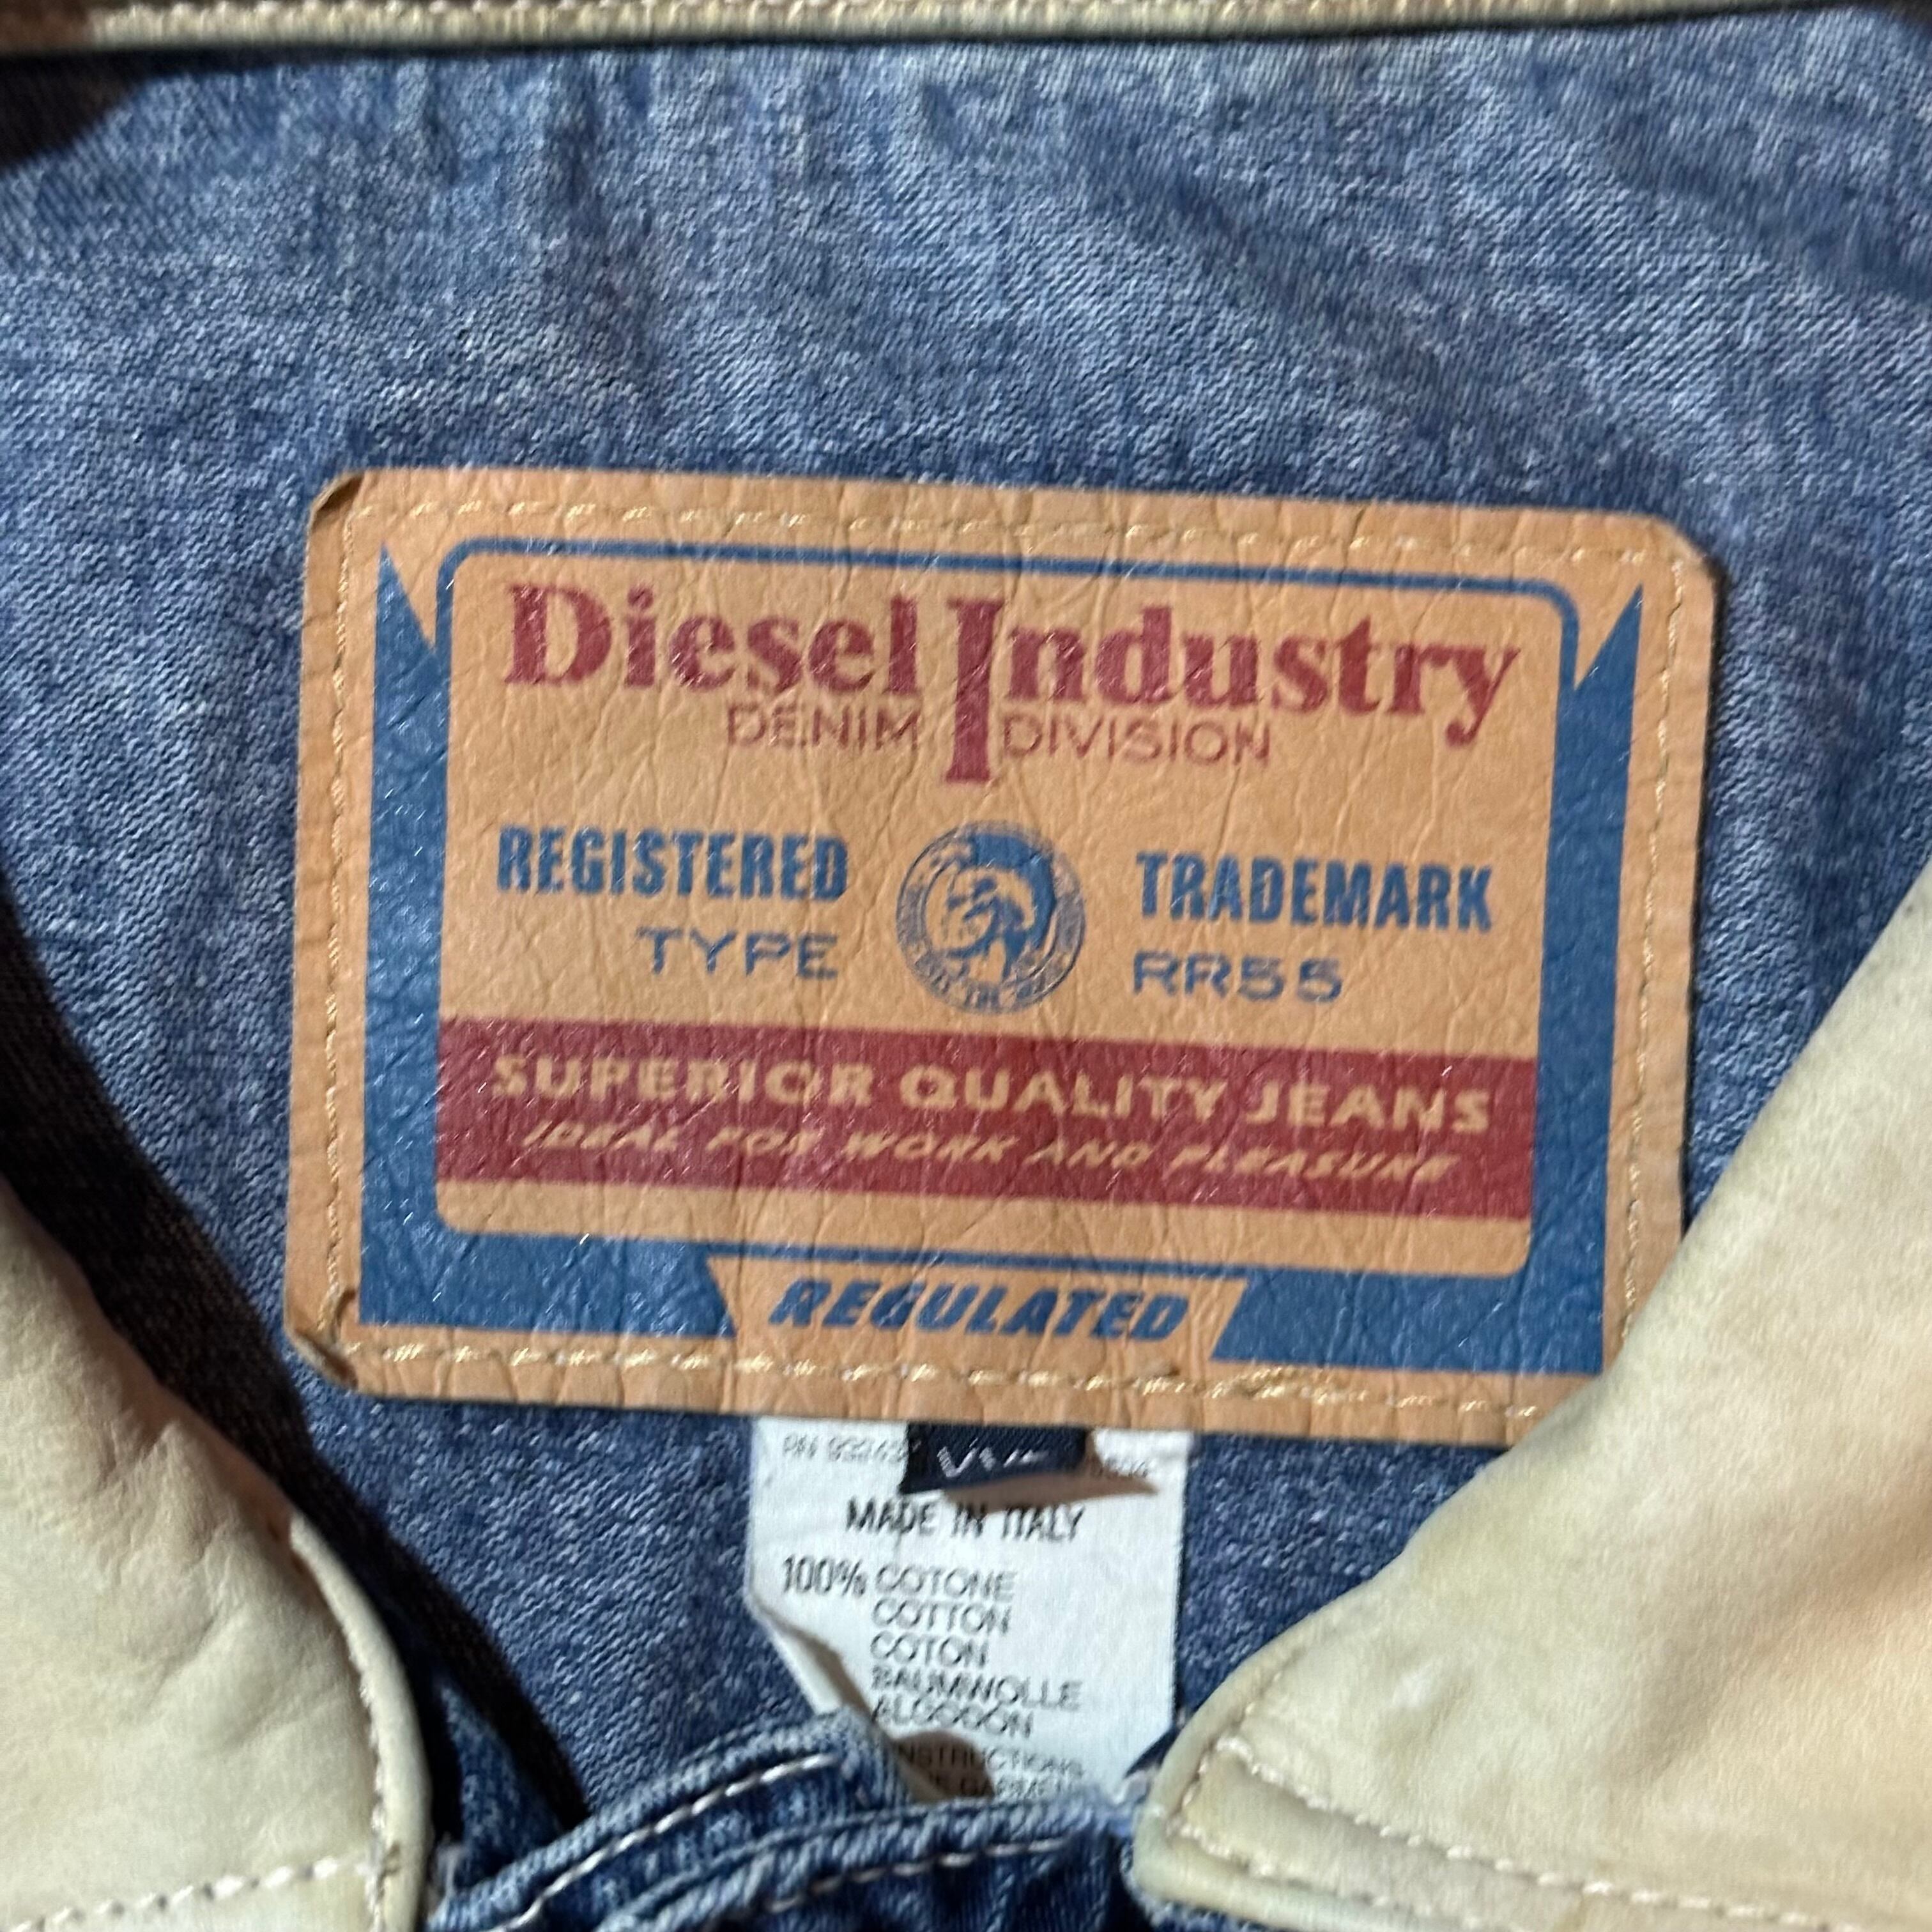 Diesel Industry
DENIM DIVISION
REGISTERED TRADEMARK
TYPE RR55
SUPERIOR QUALITY JEANS
IDEAL FOR WORK AND PLEASURE
REGULATED
RN
MADE IN ITALY
100% COTONE
COTTON
COTON
BAUMWOLLE
ALGODON